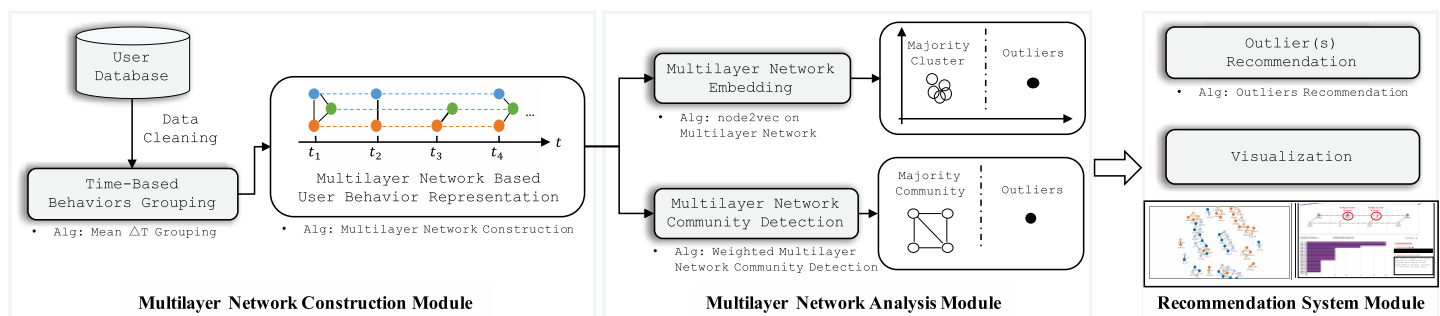 User
Database
Data
Cleaning
Time-Based
Behaviors Grouping
• Alg: Mean △T Grouping
...
t
t1 t2 t3 t4
Multilayer Network Based
User Behavior Representation
• Alg: Multilayer Network Construction
Multilayer Network Construction Module
Multilayer Network
Embedding
• Alg: node2vec on
Multilayer Network
Majority
Cluster
Outliers
Multilayer Network
Community Detection
• Alg: Weighted Multilayer
Network Community Detection
Majority
Community
Outliers
Multilayer Network Analysis Module
Outlier(s)
Recommendation
• Alg: Outliers Recommendation
Visualization
Recommendation System Module